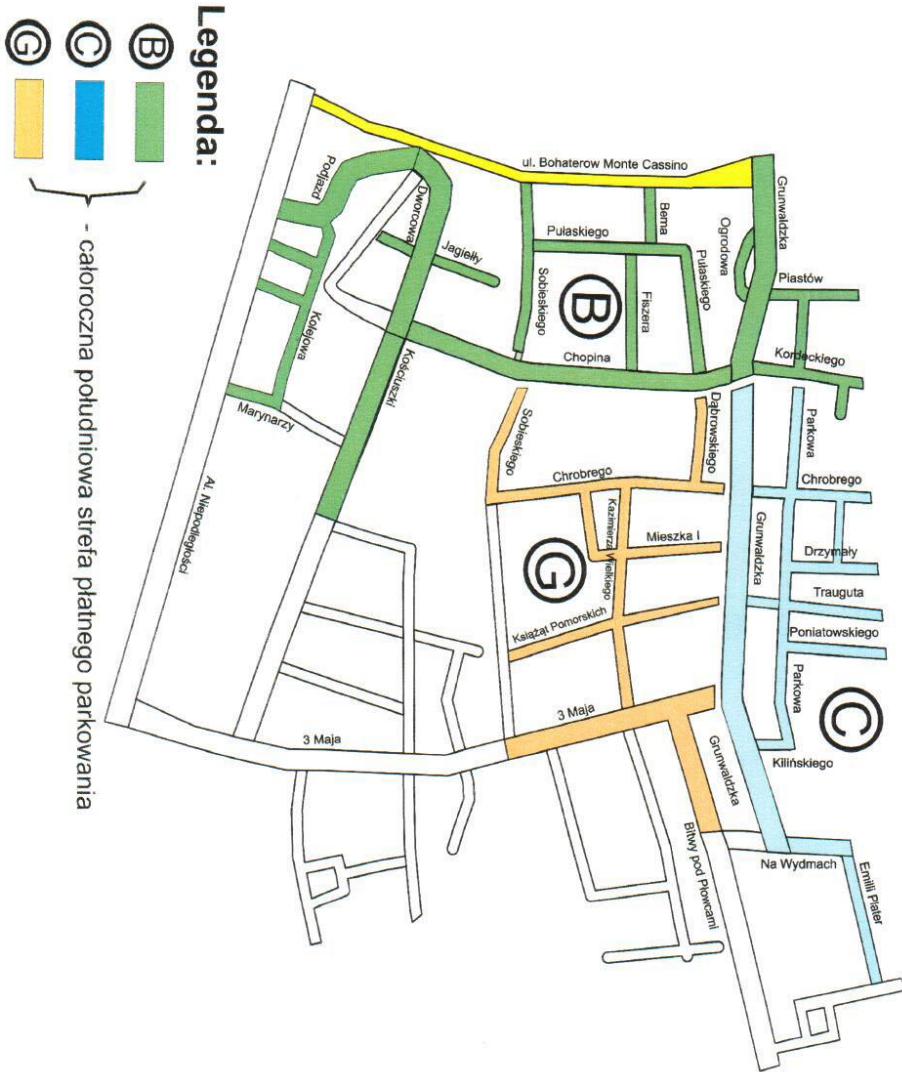 Legenda:
B
C
G
- całoroczna południowa strefa płatnego parkowania
ul. Bohaterow Monte Cassino
Grunwaldzka
Ogrodowa
Piastów
Kordeckiego
Bema
Pułaskiego
Pułaskiego
Fiszera
Sobieskiego
Chopina
B
Podjazd
Dworcowa
Jagiełły
Kolejowa
Kościuszki
Marynarzy
Al. Niepodległości
Sobieskiego
Dąbrowskiego
Chrobrego
Kazimierza Wielkiego
Mieszka I
G
Książąt Pomorskich
3 Maja
3 Maja
Parkowa
Chrobrego
Grunwaldzka
Drzymały
Trauguta
Poniatowskiego
Parkowa
C
Kilińskiego
Grunwaldzka
Bitwy pod Płowcami
Na Wydmach
Emilli Plater